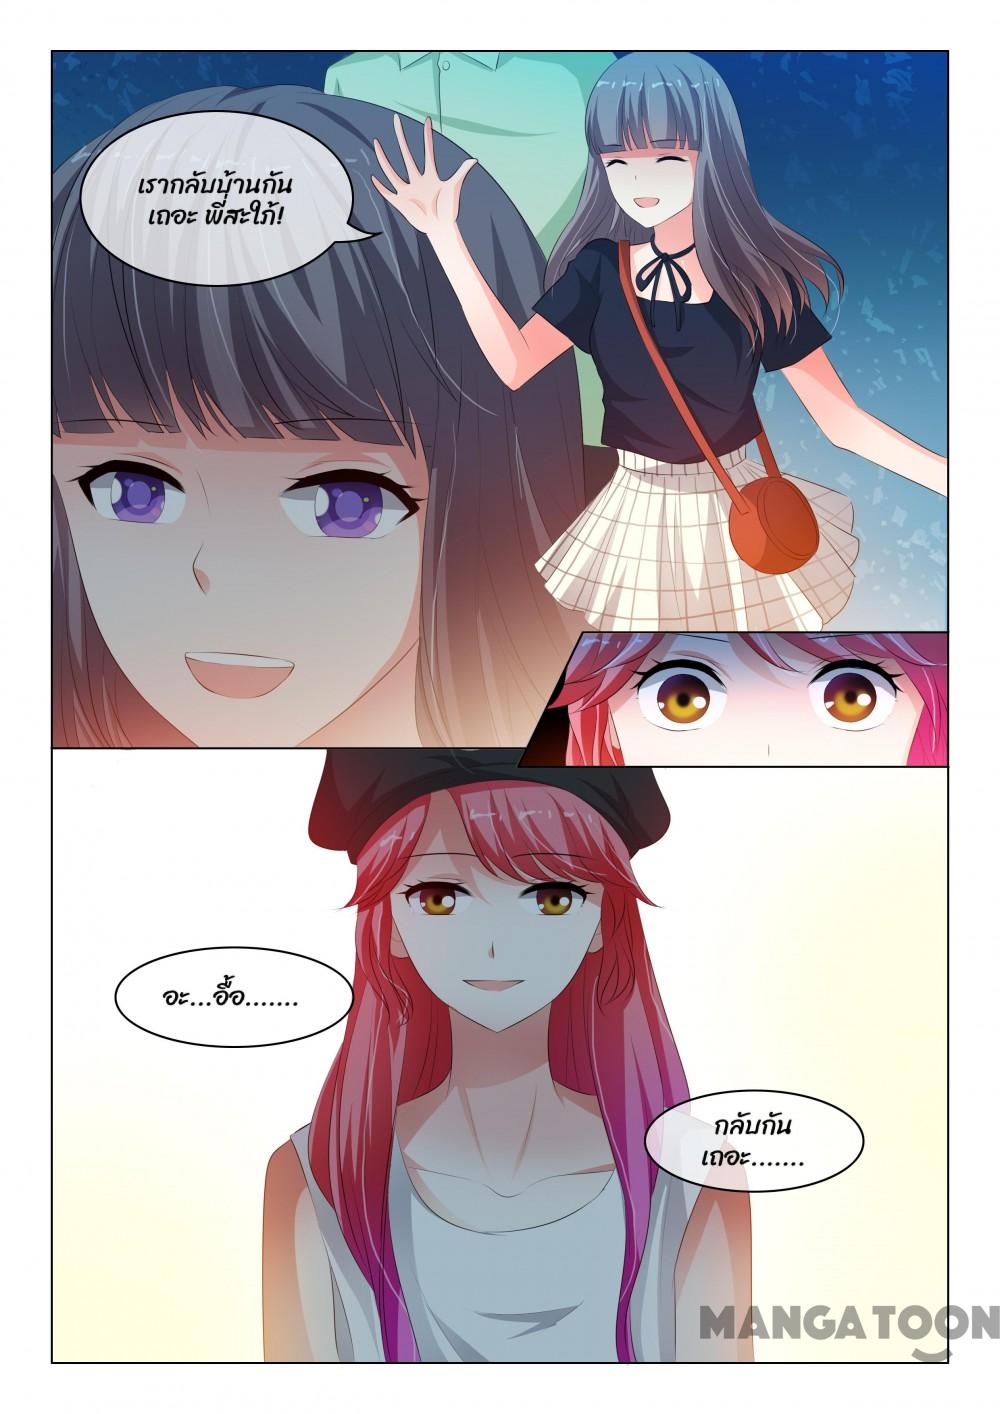 เรากลับบ้านกัน
เถอะ พี่สะใภ้!
อะ...อื้อ.......
กลับกัน
เถอะ.......
MANGATOON